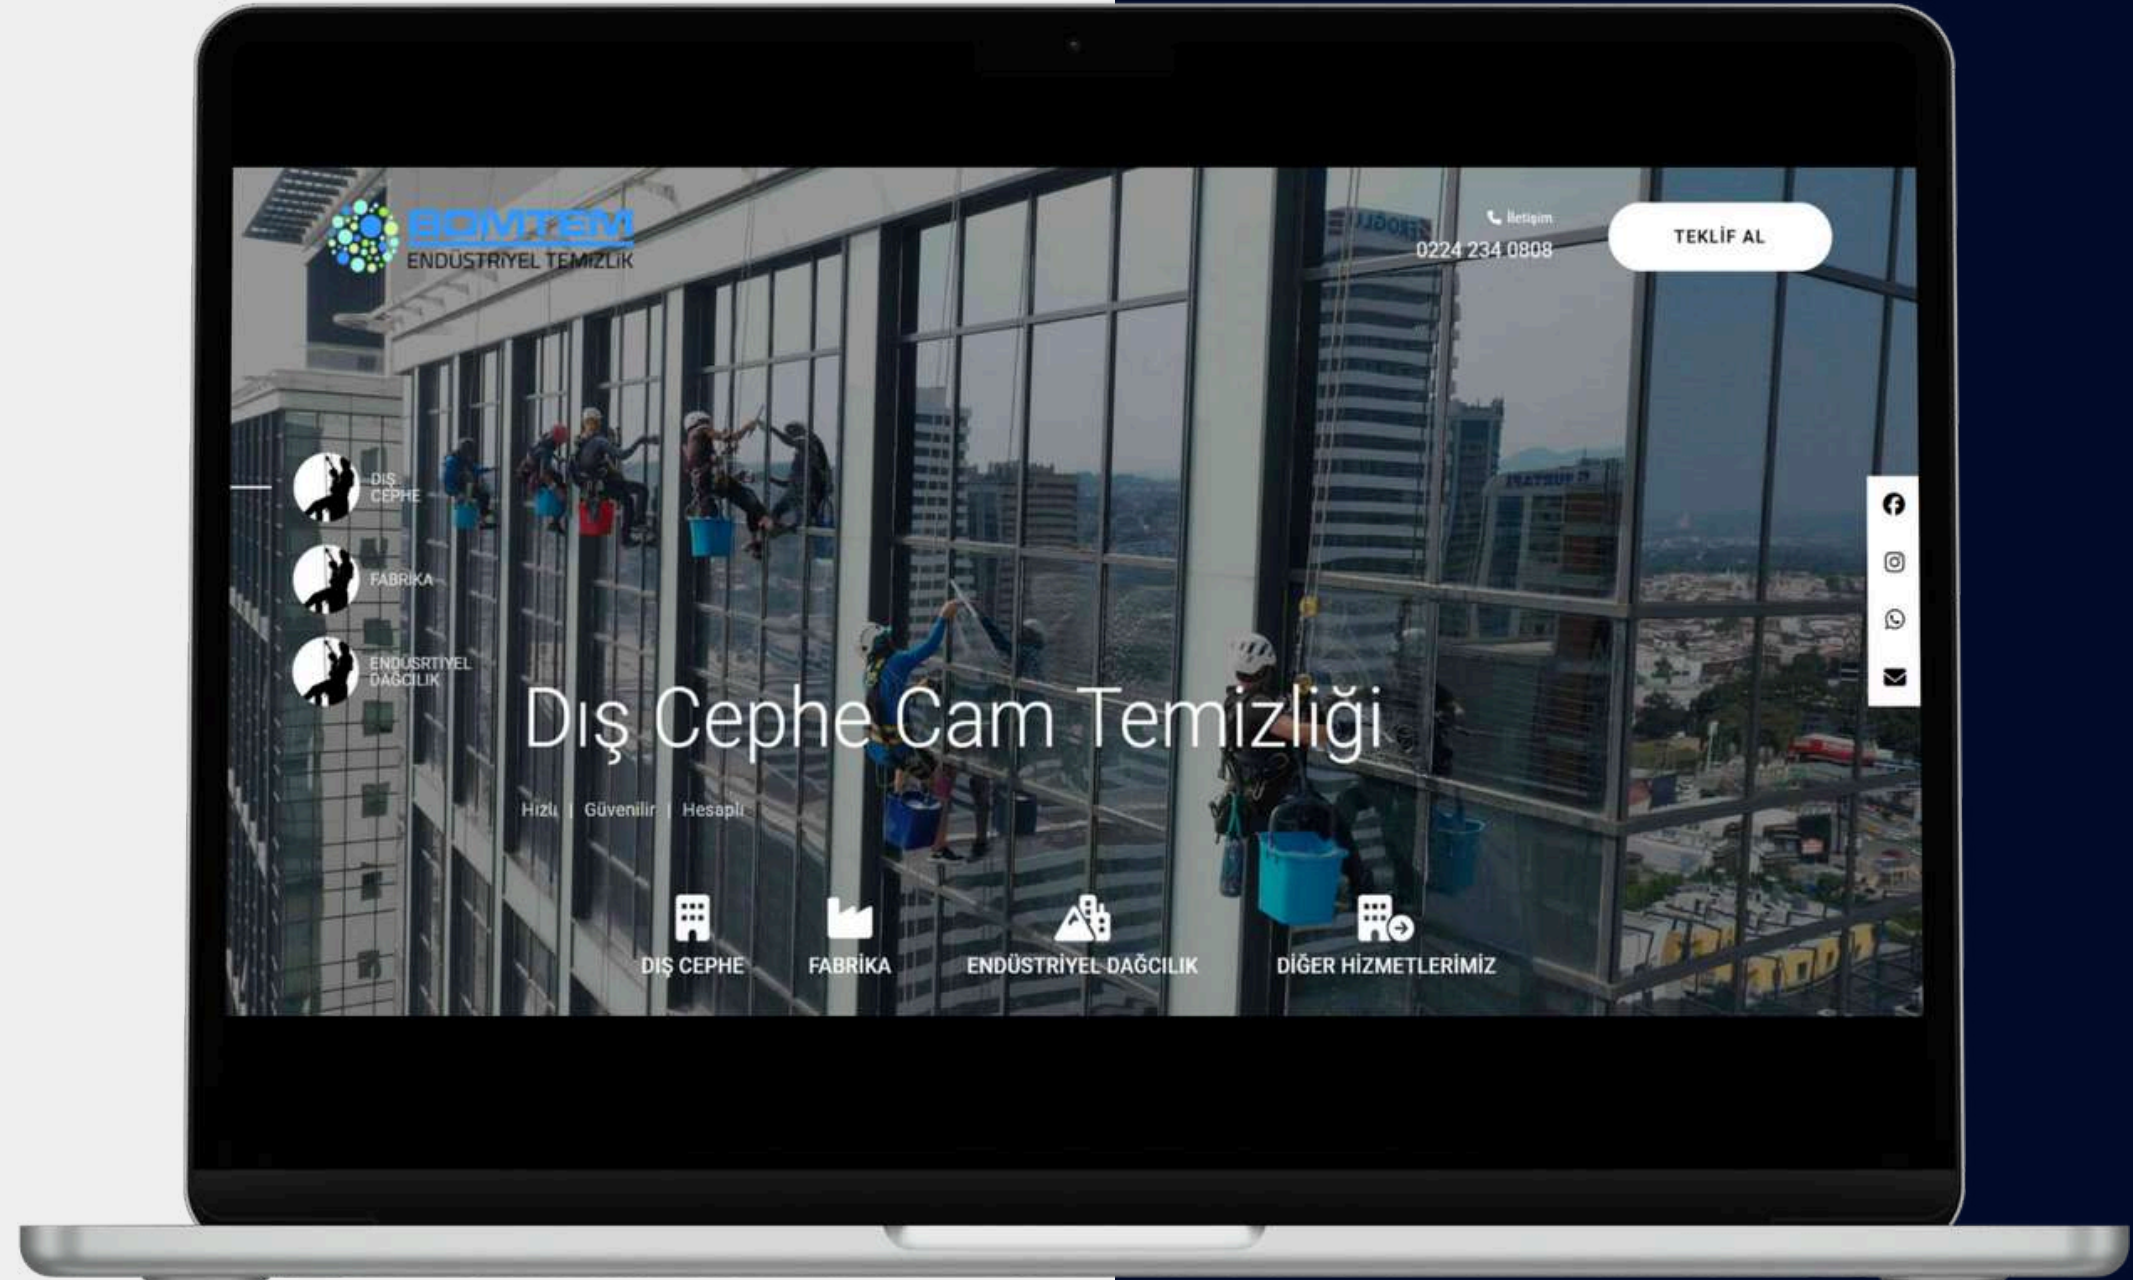 BOMTEM
ENDÜSTRİYEL TEMİZLİK
İletişim
0224 234 0808
TEKLİF AL
DIŞ
CEPHE
FABRİKA
ENDÜSRTİYEL
DAĞCILIK
Dış Cephe Cam Temizliği
Hızlı | Güvenilir | Hesaplı
DIŞ CEPHE
FABRİKA
ENDÜSTRİYEL DAĞCILIK
DİĞER HİZMETLERİMİZ